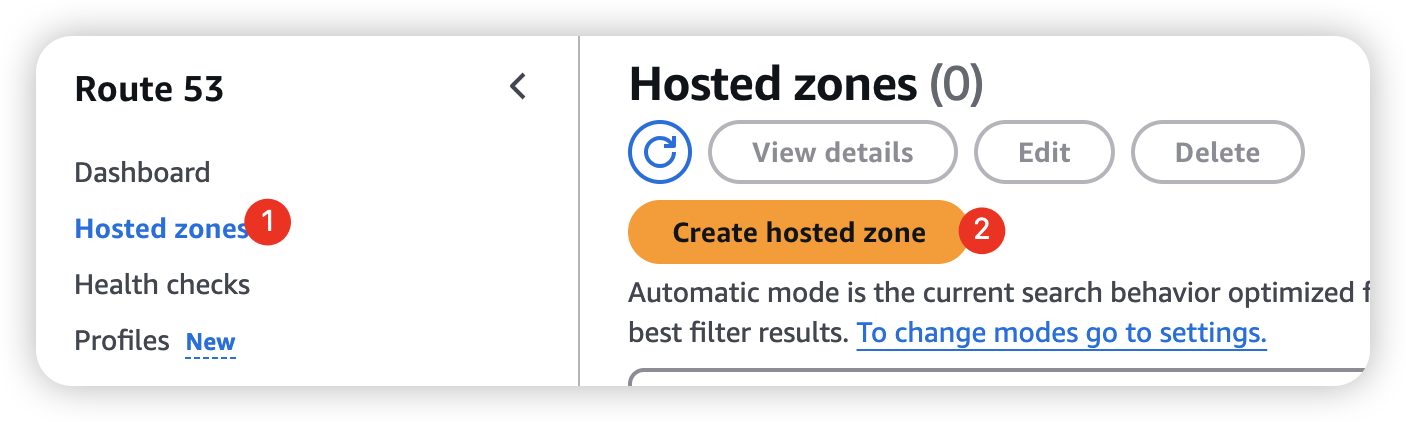 Route 53
Dashboard
Hosted zones 1
Health checks
Profiles New
Hosted zones (0)
View details Edit Delete
Create hosted zone 2
Automatic mode is the current search behavior optimized f
best filter results. To change modes go to settings.